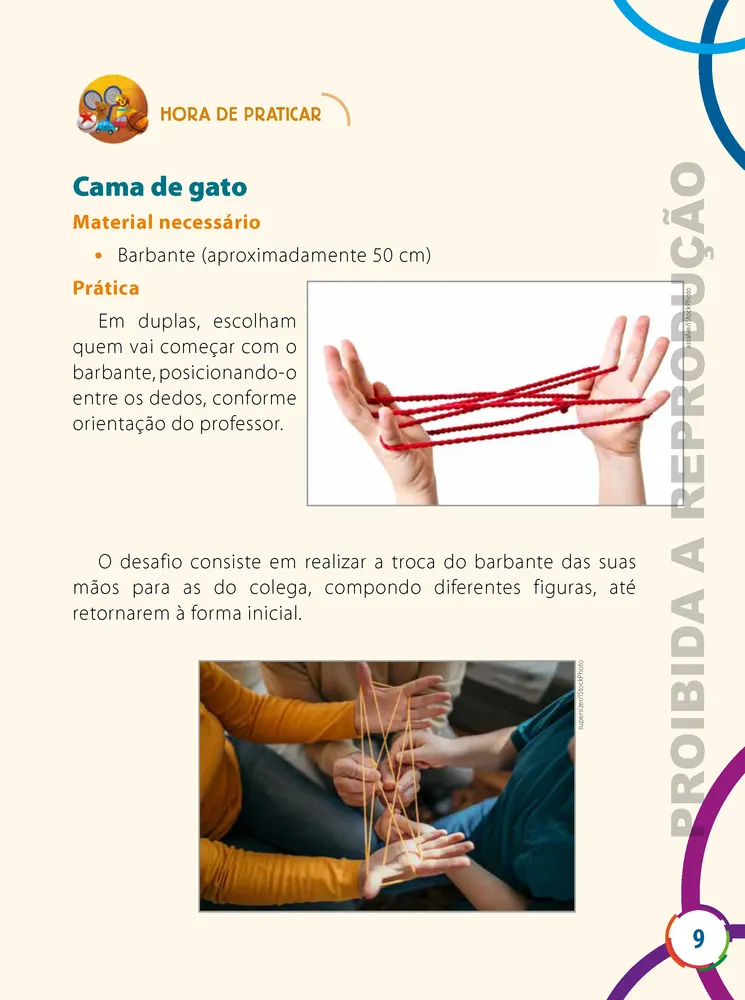 HORA DE PRATICAR
Cama de gato
Material necessário
• Barbante (aproximadamente 50 cm)
Prática
Em duplas, escolham
quem vai começar com o
barbante, posicionando-o
entre os dedos, conforme
orientação do professor.
assalve/iStockPhoto
O desafio consiste em realizar a troca do barbante das suas
mãos para as do colega, compondo diferentes figuras, até
retornarem à forma inicial.
supersizer/iStockPhoto
PROIBIDA A REPRODUÇÃO
9